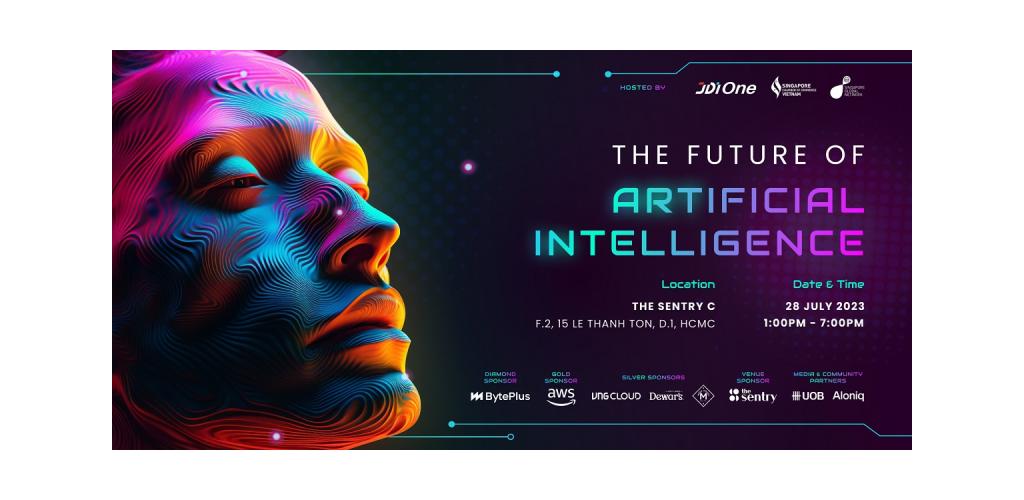 HOSTED BY
JDI One
SINGAPORE
CHAMBER OF COMMERCE
VIETNAM
SINGAPORE
GLOBAL
NETWORK
THE FUTURE OF
ARTIFICIAL
INTELLIGENCE
Location
THE SENTRY C
F.2, 15 LE THANH TON, D.1, HCMC
Date & Time
28 JULY 2023
1:00PM - 7:00PM
DIAMOND
SPONSOR
BytePlus
GOLD
SPONSOR
aws
SILVER SPONSORS
VNG CLOUD
Dewar's
M
VENUE
SPONSOR
the
Sentry
MEDIA & COMMUNITY
PARTNERS
UOB
Aloniq